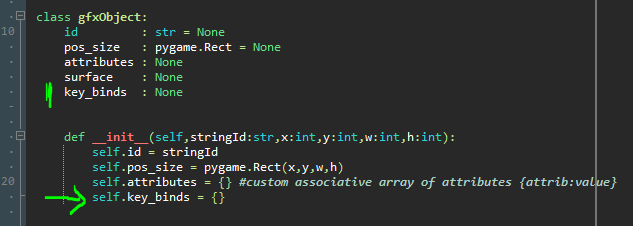 class gfxObject:
10 id : str = None
pos_size : pygame.Rect = None
attributes : None
surface : None
key_binds : None
def __init__(self,stringId:str,x:int,y:int,w:int,h:int):
self.id = stringId
self.pos_size = pygame.Rect(x,y,w,h)
20 self.attributes = {} #custom associative array of attributes {attrib:value}
self.key_binds = {}